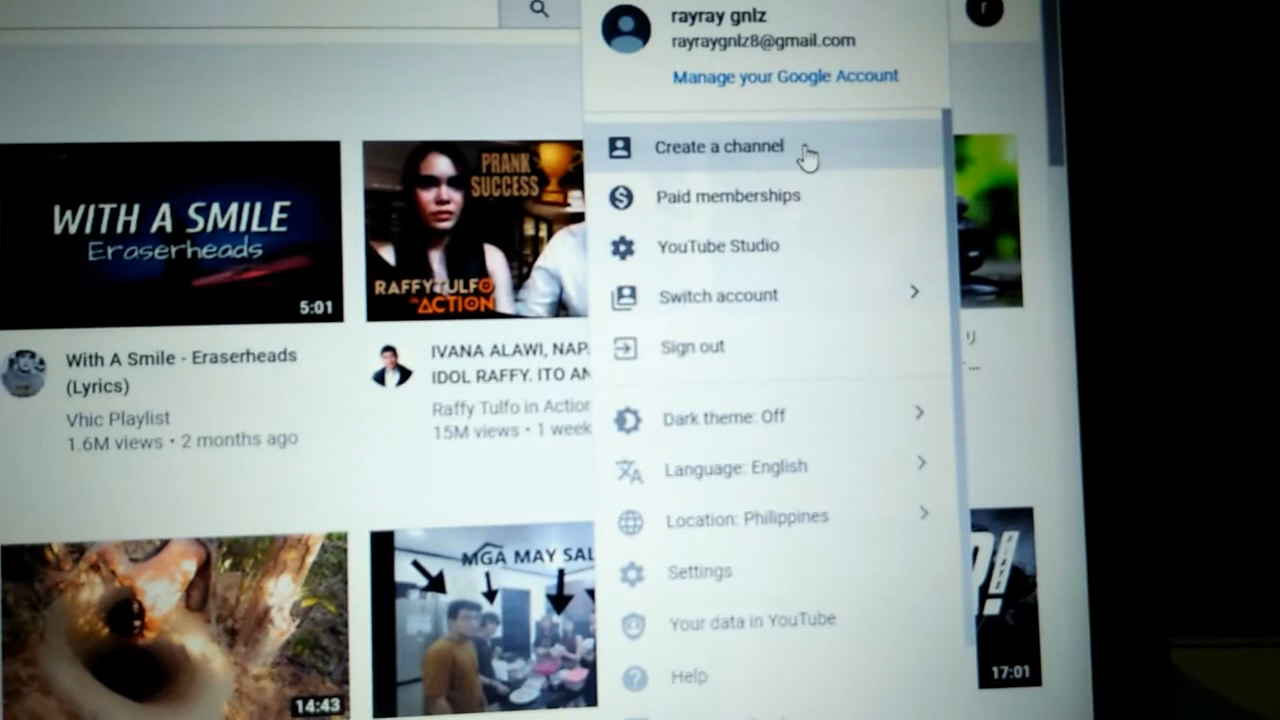 rayray gnlz
rayraygnlz8@gmail.com
Manage your Google Account
r
Create a channel
Paid memberships
YouTube Studio
Switch account
Sign out
Dark theme: Off
Language: English
Location: Philippines
Settings
Your data in YouTube
Help
WITH A SMILE
Eraserheads
5:01
With A Smile - Eraserheads
(Lyrics)
Vhic Playlist
1.6M views • 2 months ago
PRANK
SUCCESS
RAFFY TULFO
IN ACTION
IVANA ALAWI, NAP
IDOL RAFFY. ITO AN
Raffy Tulfo in Action
15M views • 1 week
リ
...
14:43
MGA MAY SAL
!
17:01